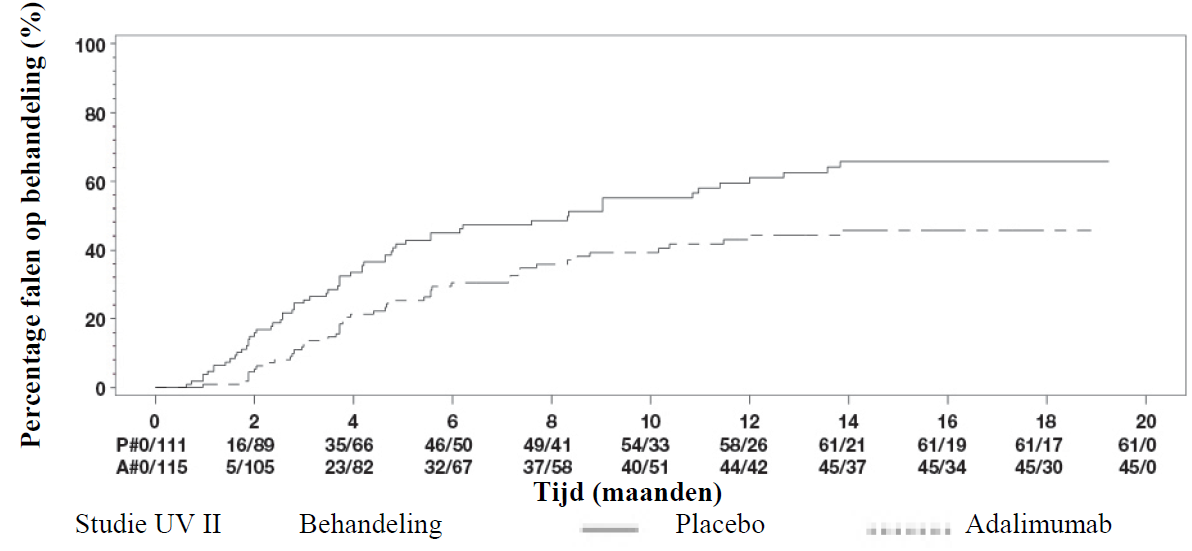 Percentage falen op behandeling (%)
100
80
60
40
20
0
0 2 4 6 8 10 12 14 16 18 20
P#0/111 16/89 35/66 46/50 49/41 54/33 58/26 61/21 61/19 61/17 61/0
A#0/115 5/105 23/82 32/67 37/58 40/51 44/42 45/37 45/34 45/30 45/0
Tijd (maanden)
Studie UV II Behandeling Placebo Adalimumab